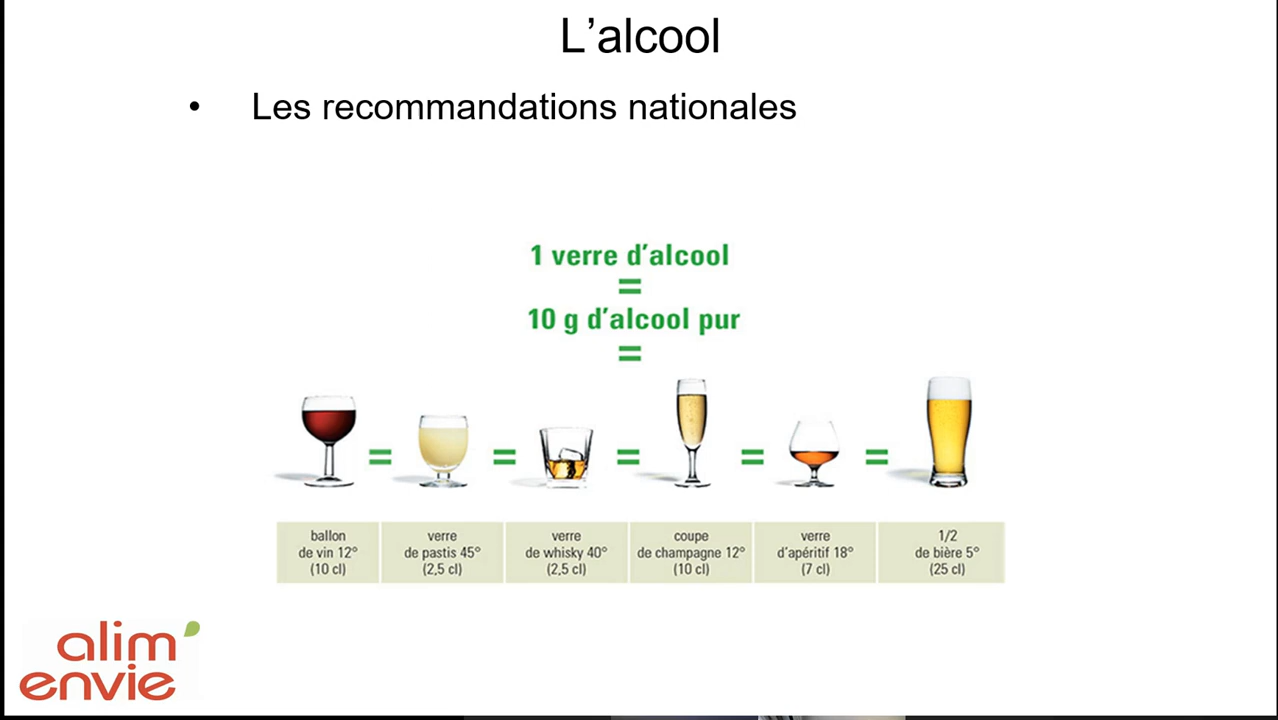 L’alcool
• Les recommandations nationales
1 verre d’alcool
=
10 g d’alcool pur
=
= = = = =
ballon
de vin 12°
(10 cl)
verre
de pastis 45°
(2,5 cl)
verre
de whisky 40°
(2,5 cl)
coupe
de champagne 12°
(10 cl)
verre
d’apéritif 18°
(7 cl)
1/2
de bière 5°
(25 cl)
alim’
envie